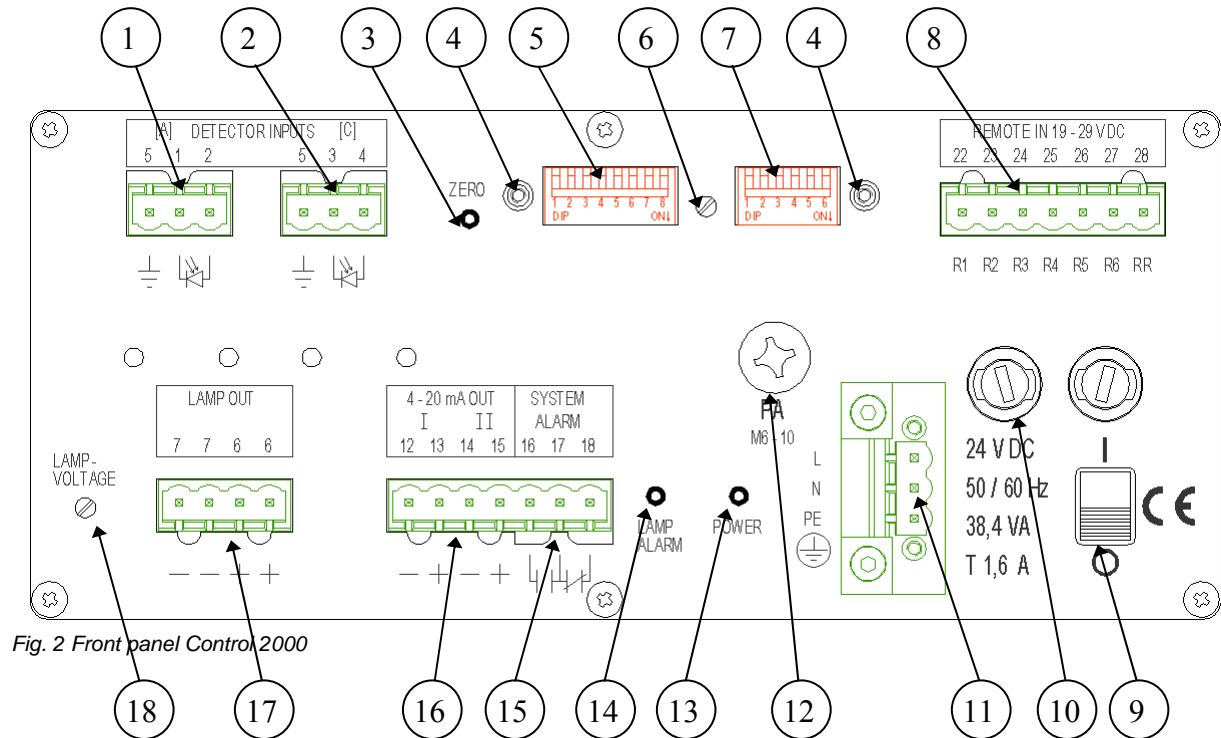 1 2 3 4 5 6 7 4 8
[A] DETECTOR INPUTS [C]
5 1 2 5 3 4
ZERO
1 2 3 4 5 6 7 8
DIP ON↓
1 2 3 4 5 6
DIP ON↓
REMOTE IN 19 - 29 VDC
22 23 24 25 26 27 28
R1 R2 R3 R4 R5 R6 RR
LAMP OUT
7 7 6 6
LAMP-
VOLTAGE
− − + +
4 - 20 mA OUT
I II
12 13 14 15
SYSTEM
ALARM
16 17 18
− + − +
LAMP
ALARM
POWER
PA
M6 - 10
L
N
PE
24 V DC
50 / 60 Hz
38,4 VA
T 1,6 A
I
O
CE
Fig. 2 Front panel Control 2000
18 17 16 15 14 13 12 11 10 9